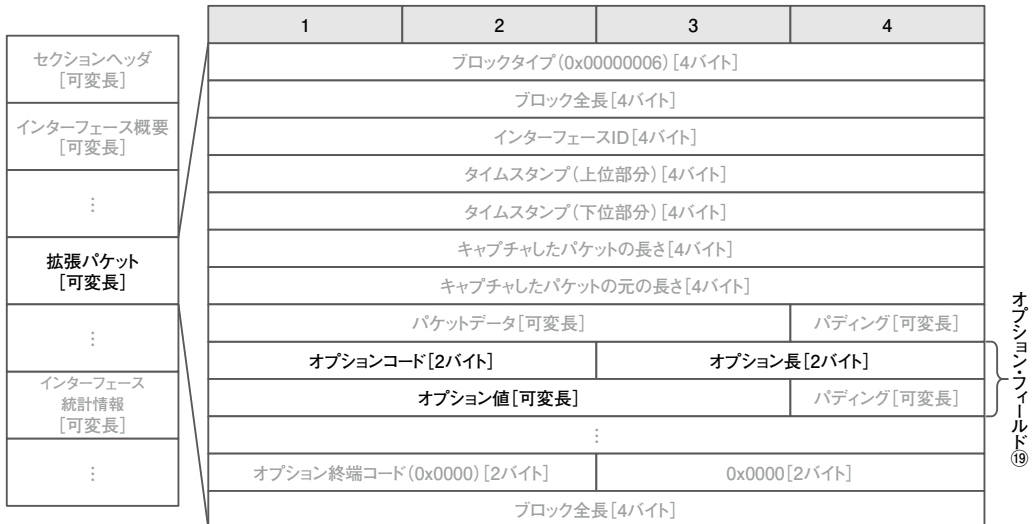 セクションヘッダ
[可変長]
インターフェース概要
[可変長]
⋮
拡張パケット
[可変長]
⋮
インターフェース
統計情報
[可変長]
⋮
1 2 3 4
ブロックタイプ(0x00000006)[4バイト]
ブロック全長[4バイト]
インターフェースID[4バイト]
タイムスタンプ(上位部分)[4バイト]
タイムスタンプ(下位部分)[4バイト]
キャプチャしたパケットの長さ[4バイト]
キャプチャしたパケットの元の長さ[4バイト]
パケットデータ[可変長] パディング[可変長]
オプションコード[2バイト] オプション長[2バイト]
オプション値[可変長] パディング[可変長]
⋮
オプション終端コード(0x0000)[2バイト] 0x0000[2バイト]
ブロック全長[4バイト]
オプション・フィールド⑲